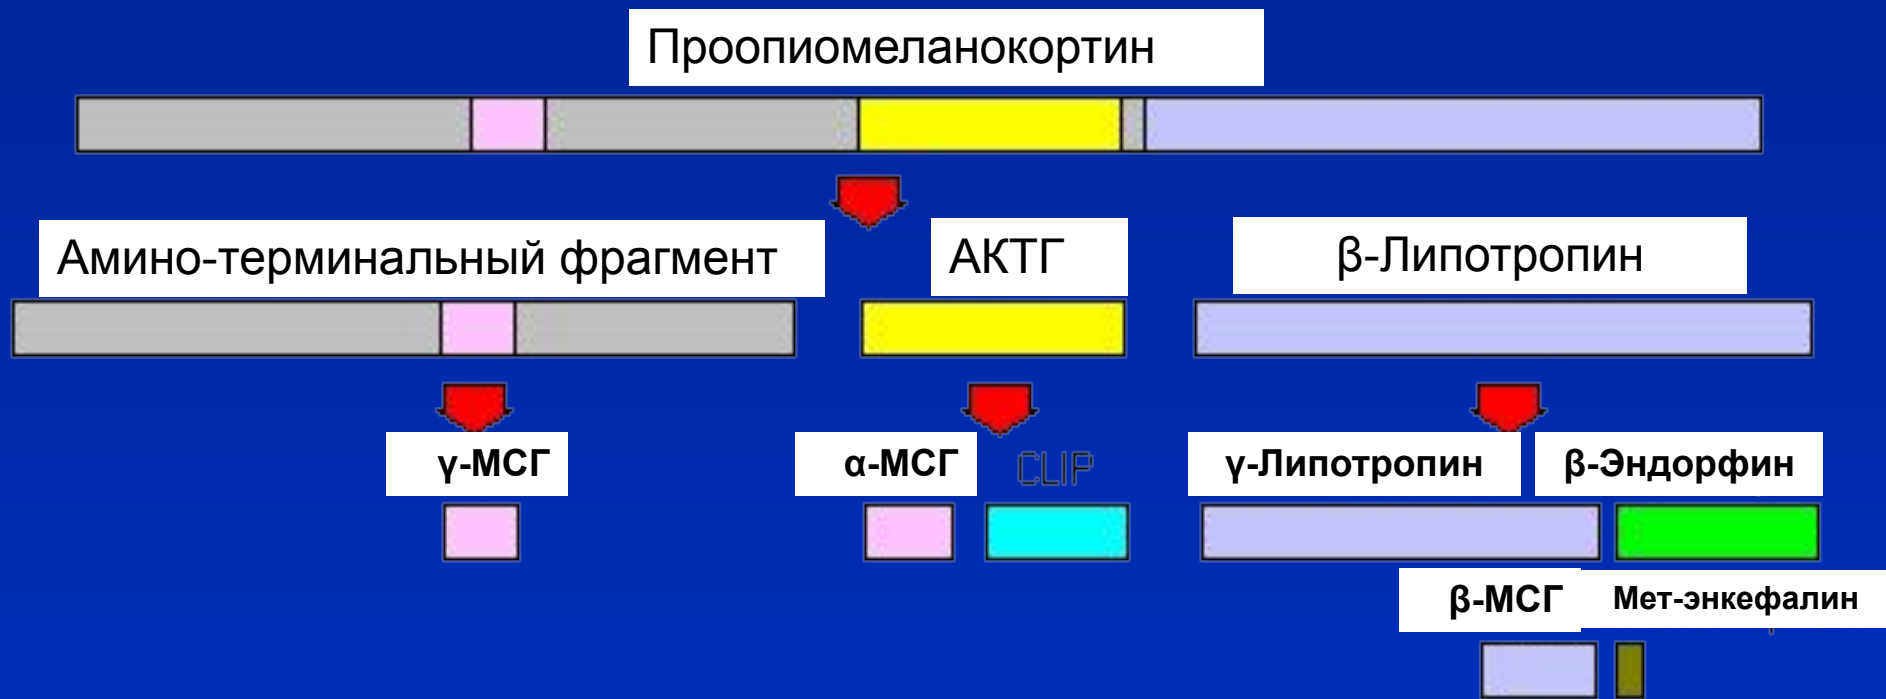 Проопиомеланокортин
Амино-терминальный фрагмент
АКТГ
β-Липотропин
γ-МСГ
α-МСГ
CLIP
γ-Липотропин
β-Эндорфин
β-МСГ
Мет-энкефалин